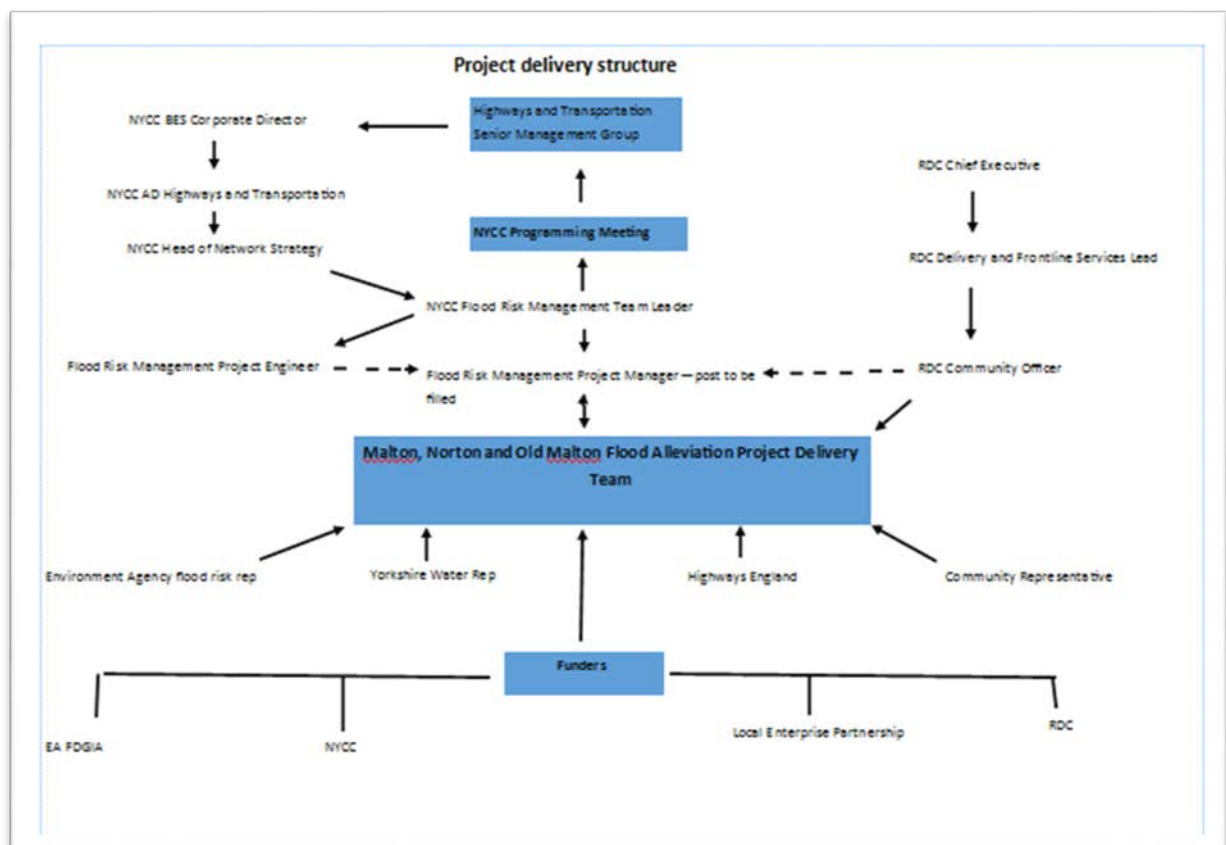 Project delivery structure
Highways and Transportation
Senior Management Group
NYCC BES Corporate Director
RDC Chief Executive
NYCC AD Highways and Transportation
NYCC Programming Meeting
NYCC Head of Network Strategy
RDC Delivery and Frontline Services Lead
NYCC Flood Risk Management Team Leader
Flood Risk Management Project Engineer
Flood Risk Management Project Manager – post to be
filled
RDC Community Officer
Malton, Norton and Old Malton Flood Alleviation Project Delivery
Team
Environment Agency flood risk rep
Yorkshire Water Rep
Highways England
Community Representative
Funders
EA FDGIA
NYCC
Local Enterprise Partnership
RDC